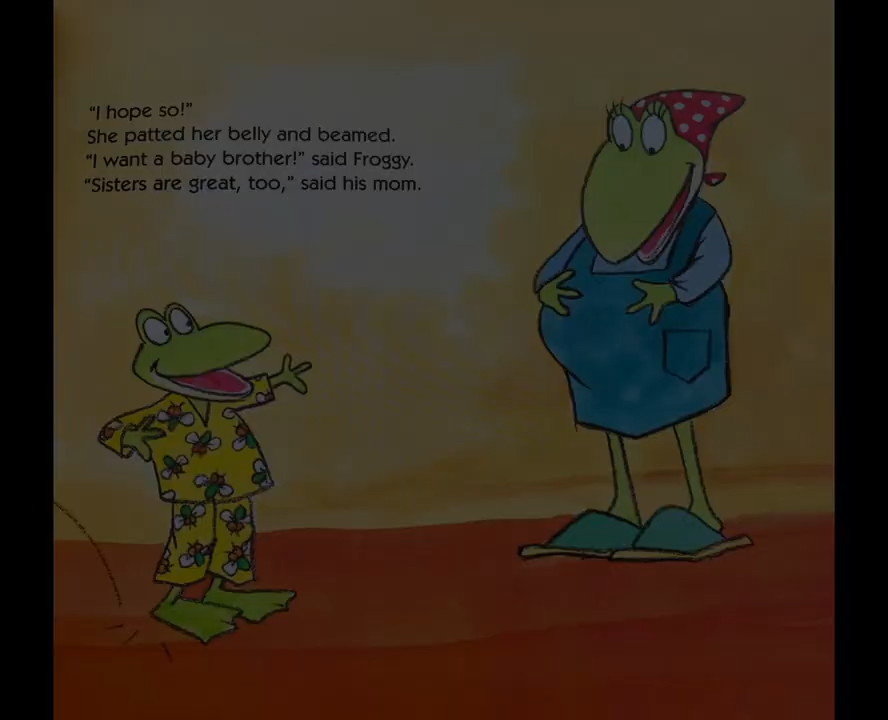 "I hope so!"
She patted her belly and beamed.
"I want a baby brother!" said Froggy.
"Sisters are great, too," said his mom.